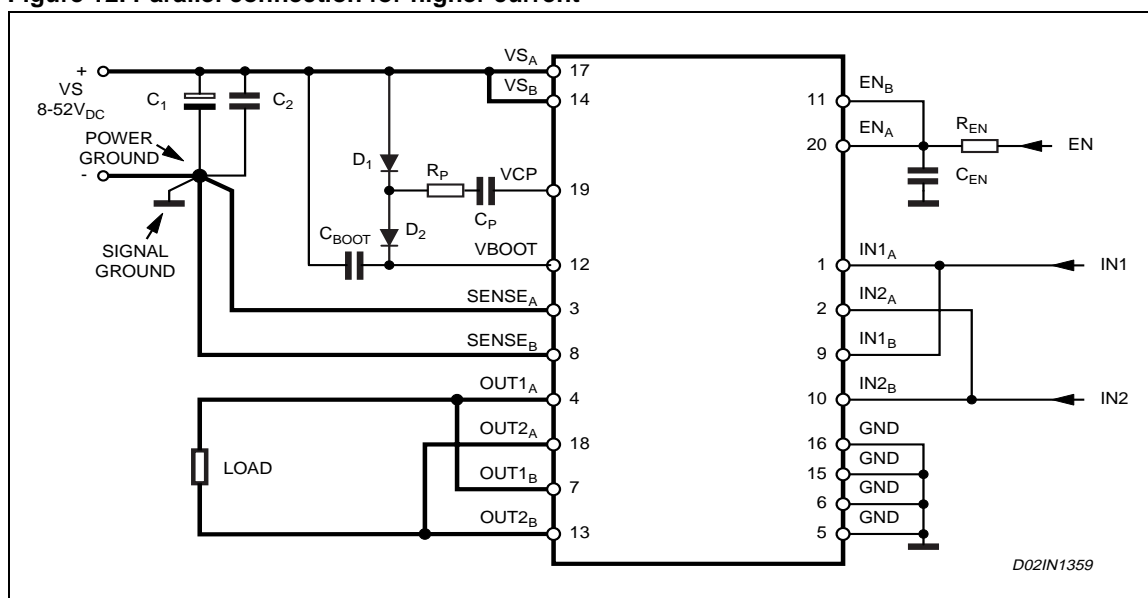 Figure 12. Parallel connection for higher current
+
VS
8-52VDC
POWER
GROUND
-
SIGNAL
GROUND
C1
C2
D1
RP
VCP
CP
CBOOT
D2
VBOOT
VSA
VSB
17
14
19
12
SENSEA
3
SENSEB
8
OUT1A
4
OUT2A
18
OUT1B
7
OUT2B
13
LOAD
ENB
11
ENA
20
REN
EN
CEN
IN1A
1
IN1
IN2A
2
IN1B
9
IN2B
10
IN2
GND
16
GND
15
GND
6
GND
5
D02IN1359